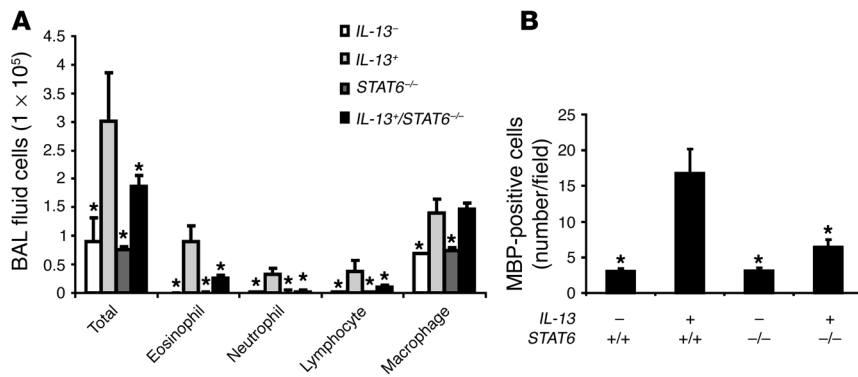 A
BAL fluid cells (1 × 10⁵)
4.5
4
3.5
3
2.5
2
1.5
1
0.5
0
IL-13⁻
IL-13⁺
STAT6⁻/⁻
IL-13⁺/STAT6⁻/⁻
* * *
* * *
* * *
* * *
* *
Total
Eosinophil
Neutrophil
Lymphocyte
Macrophage
B
MBP-positive cells
(number/field)
25
20
15
10
5
0
* * *
IL-13 – + – +
STAT6 +/+ +/+ –/– –/–